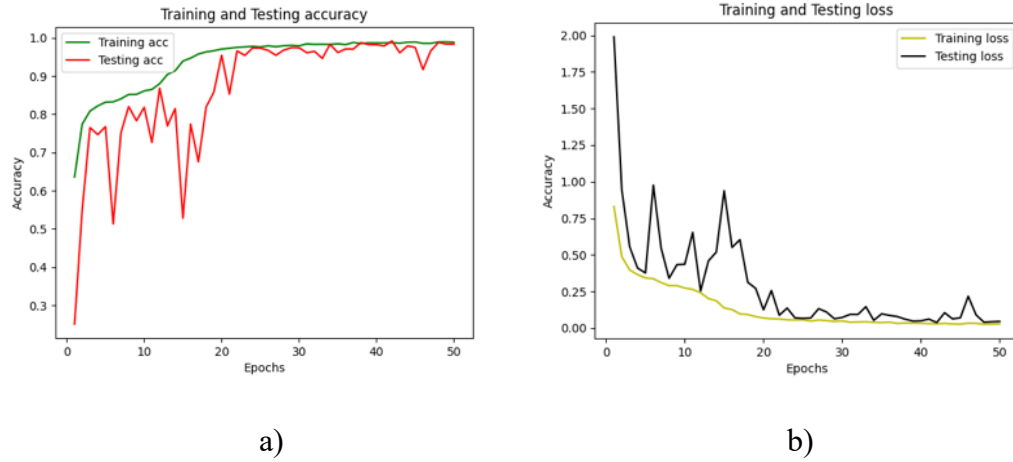 Training and Testing accuracy
Training acc
Testing acc
Accuracy
1.0
0.9
0.8
0.7
0.6
0.5
0.4
0.3
0 10 20 30 40 50
Epochs
a)
Training and Testing loss
Training loss
Testing loss
Accuracy
2.00
1.75
1.50
1.25
1.00
0.75
0.50
0.25
0.00
0 10 20 30 40 50
Epochs
b)